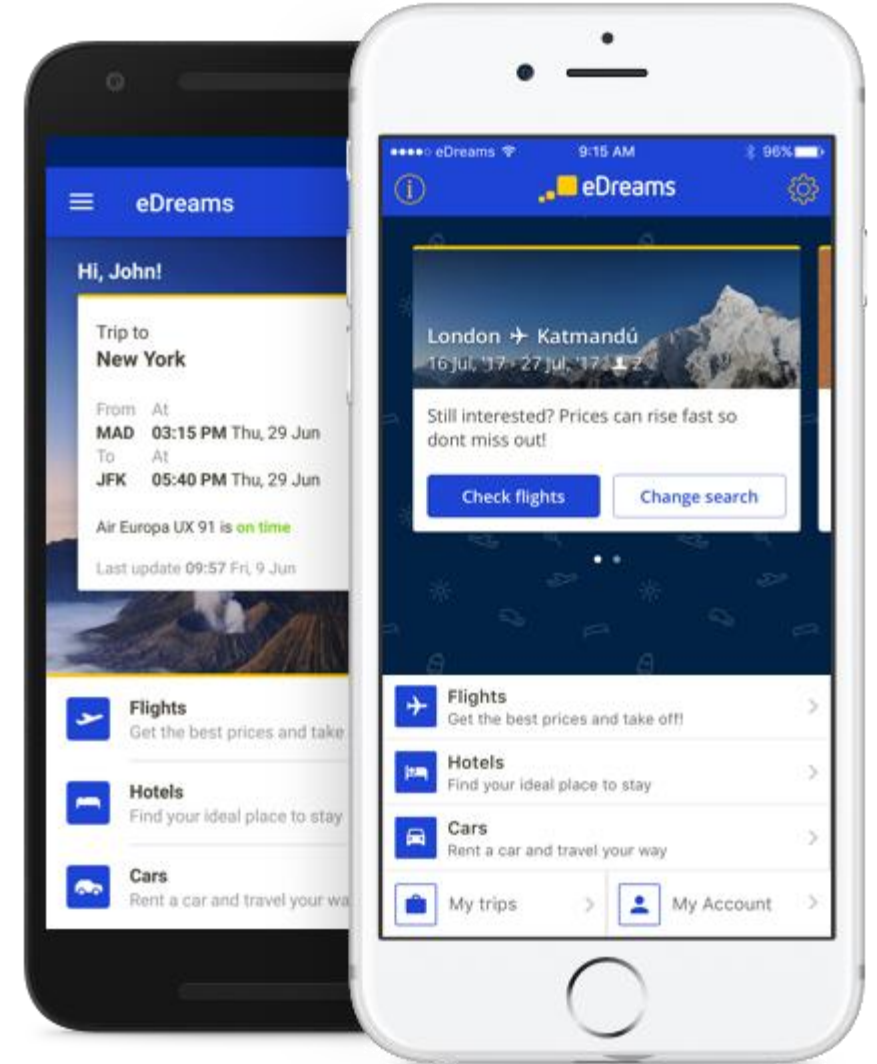 eDreams
Hi, John!
Trip to
New York
From At
MAD 03:15 PM Thu, 29 Jun
To At
JFK 05:40 PM Thu, 29 Jun
Air Europa UX 91 is on time
Last update 09:57 Fri, 9 Jun
Flights
Get the best prices and take
Hotels
Find your ideal place to stay
Cars
Rent a car and travel your wa
eDreams 9:15 AM 96%
eDreams
London Katmandú
16 Jul, '17 - 27 Jul, '17 2
Still interested? Prices can rise fast so
dont miss out!
Check flights Change search
Flights
Get the best prices and take off!
Hotels
Find your ideal place to stay
Cars
Rent a car and travel your way
My trips My Account